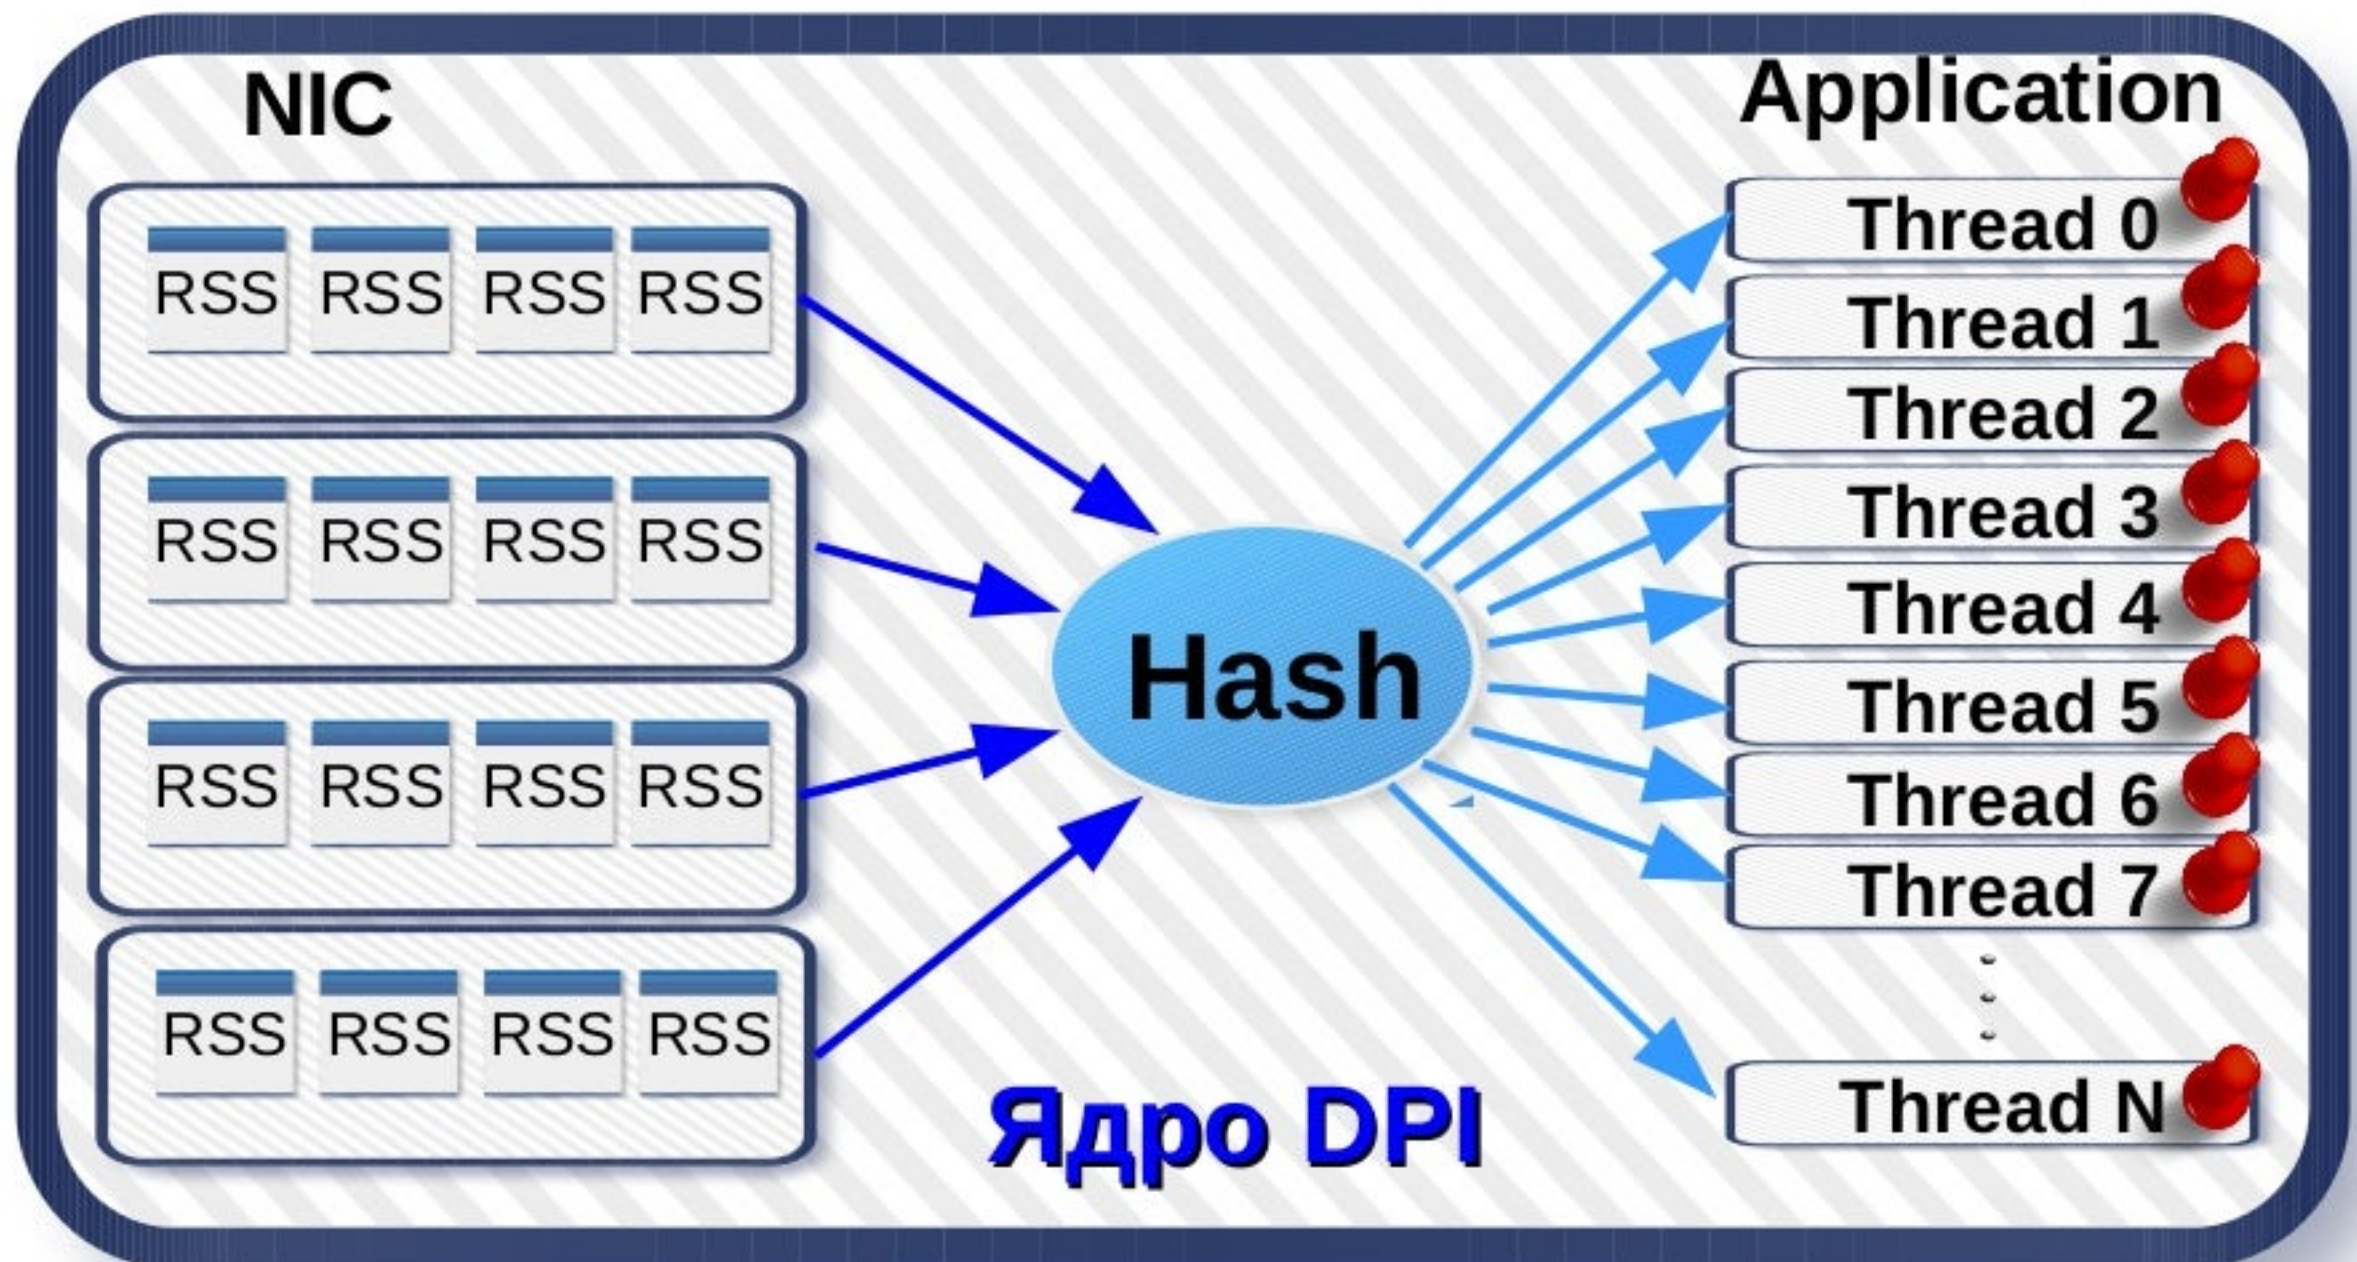 NIC
Application
RSS RSS RSS RSS
RSS RSS RSS RSS
RSS RSS RSS RSS
RSS RSS RSS RSS
Hash
Thread 0
Thread 1
Thread 2
Thread 3
Thread 4
Thread 5
Thread 6
Thread 7
Thread N
Ядро DPI